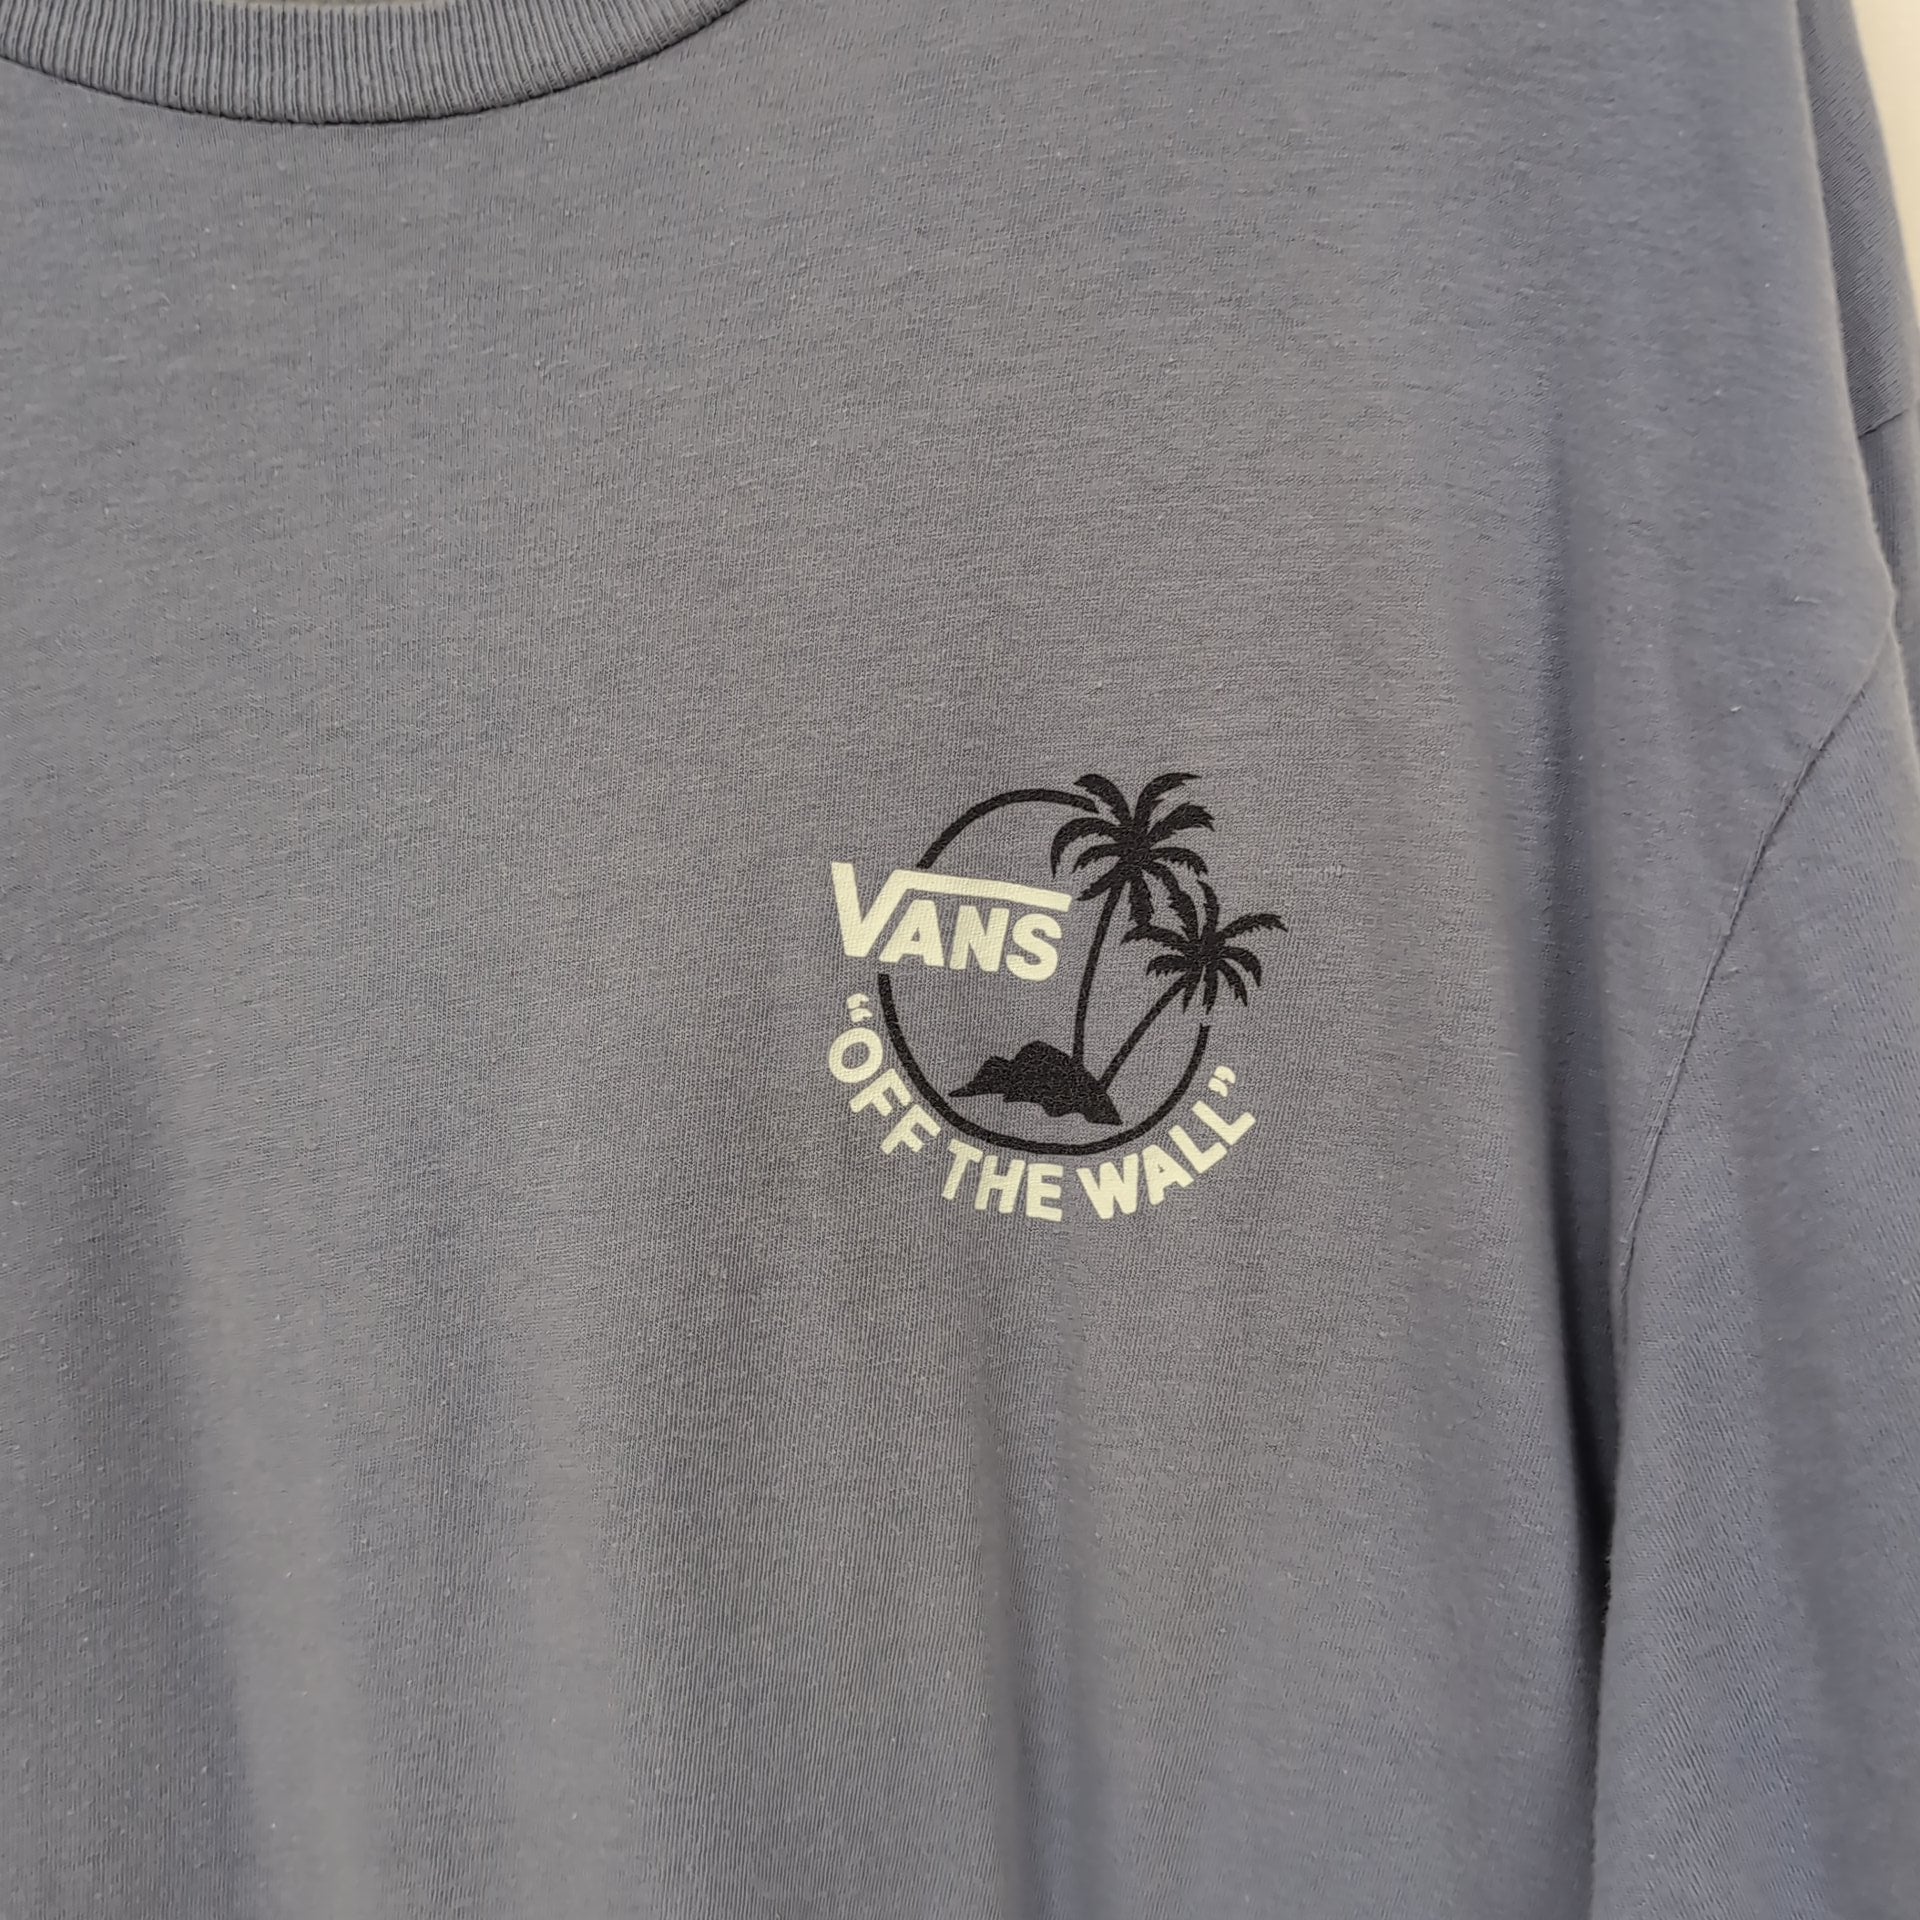 VANS
"OFF THE WALL"